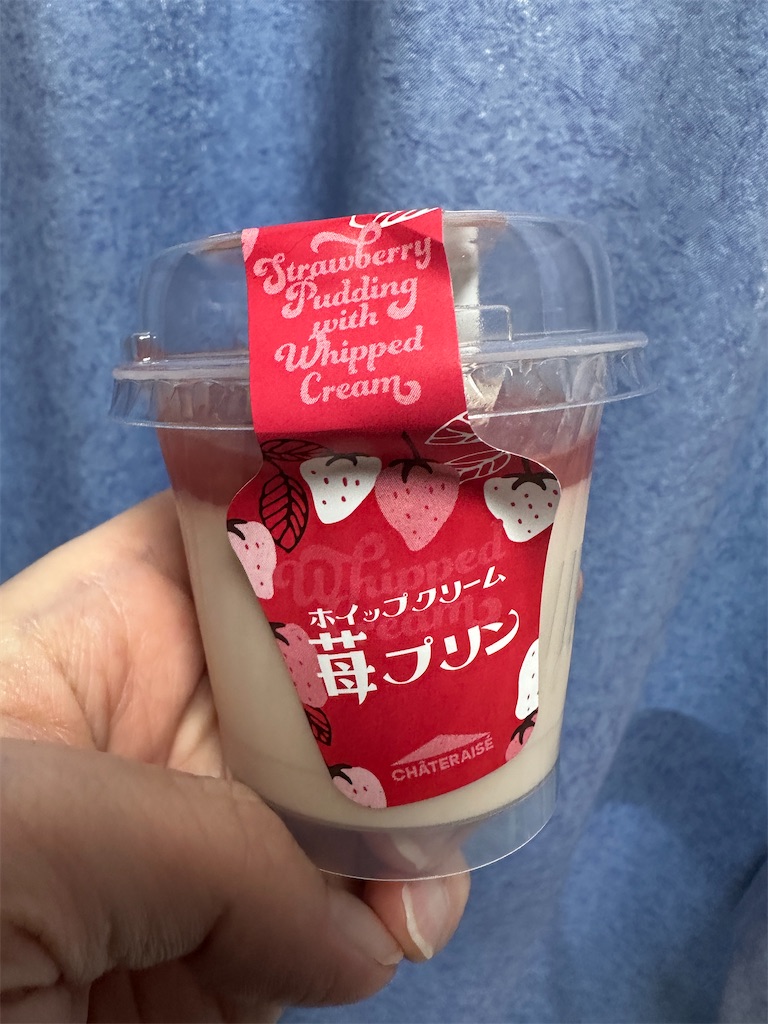 Strawberry
Pudding
with
Whipped
Cream
Whipped
Cream
ホイップクリーム
苺プリン
CHÂTERAISÉ